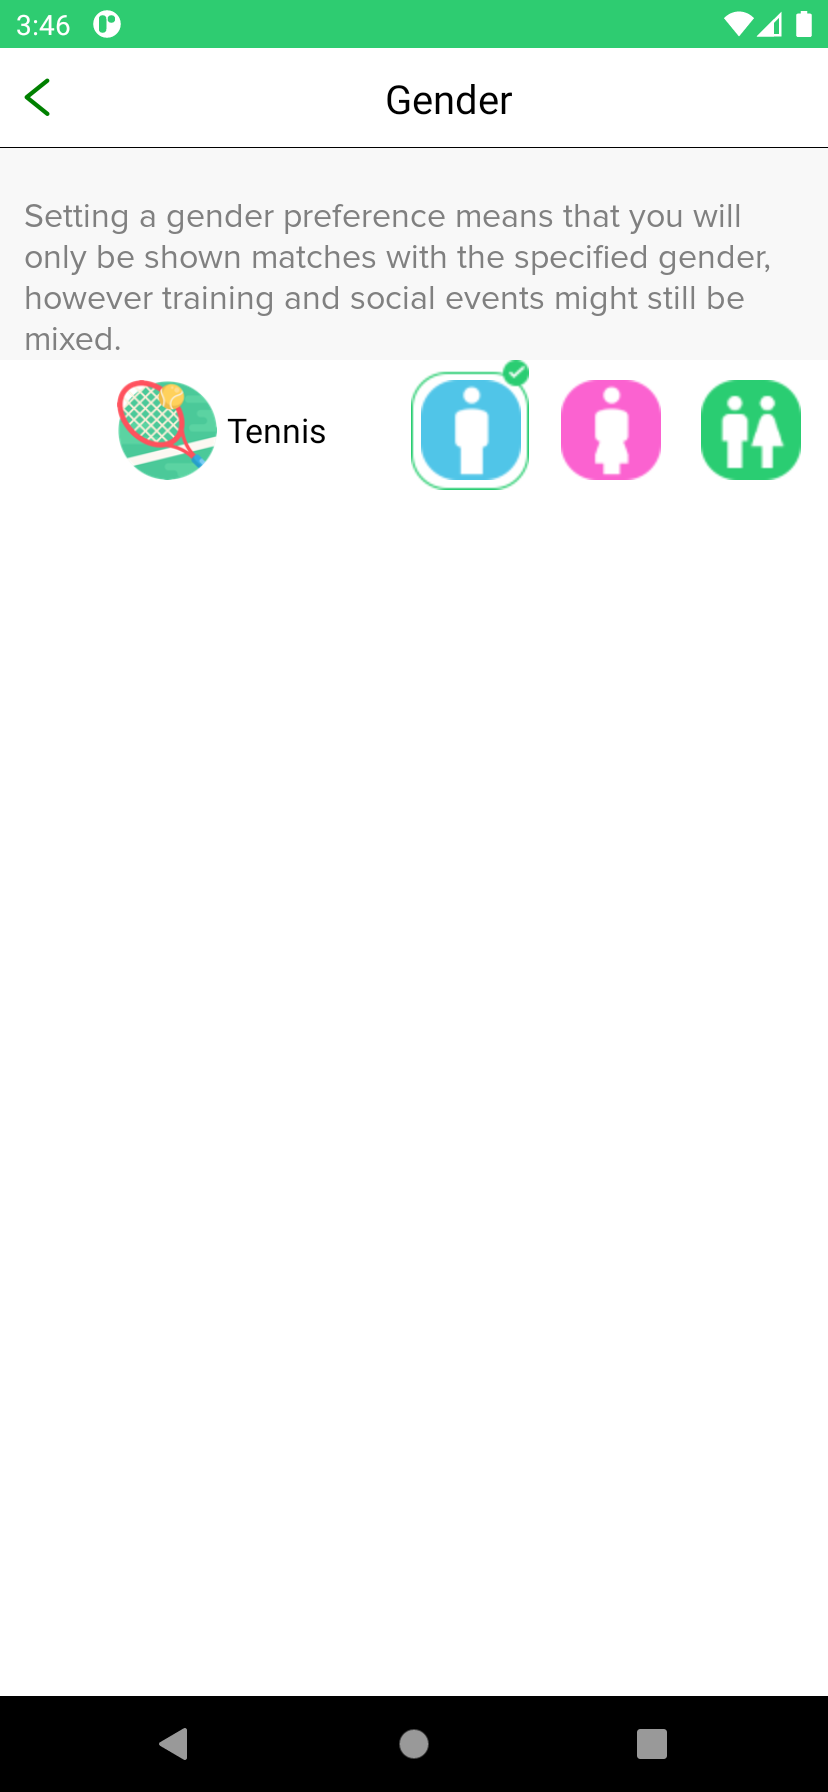 3:46
Gender
Setting a gender preference means that you will
only be shown matches with the specified gender,
however training and social events might still be
mixed.
Tennis